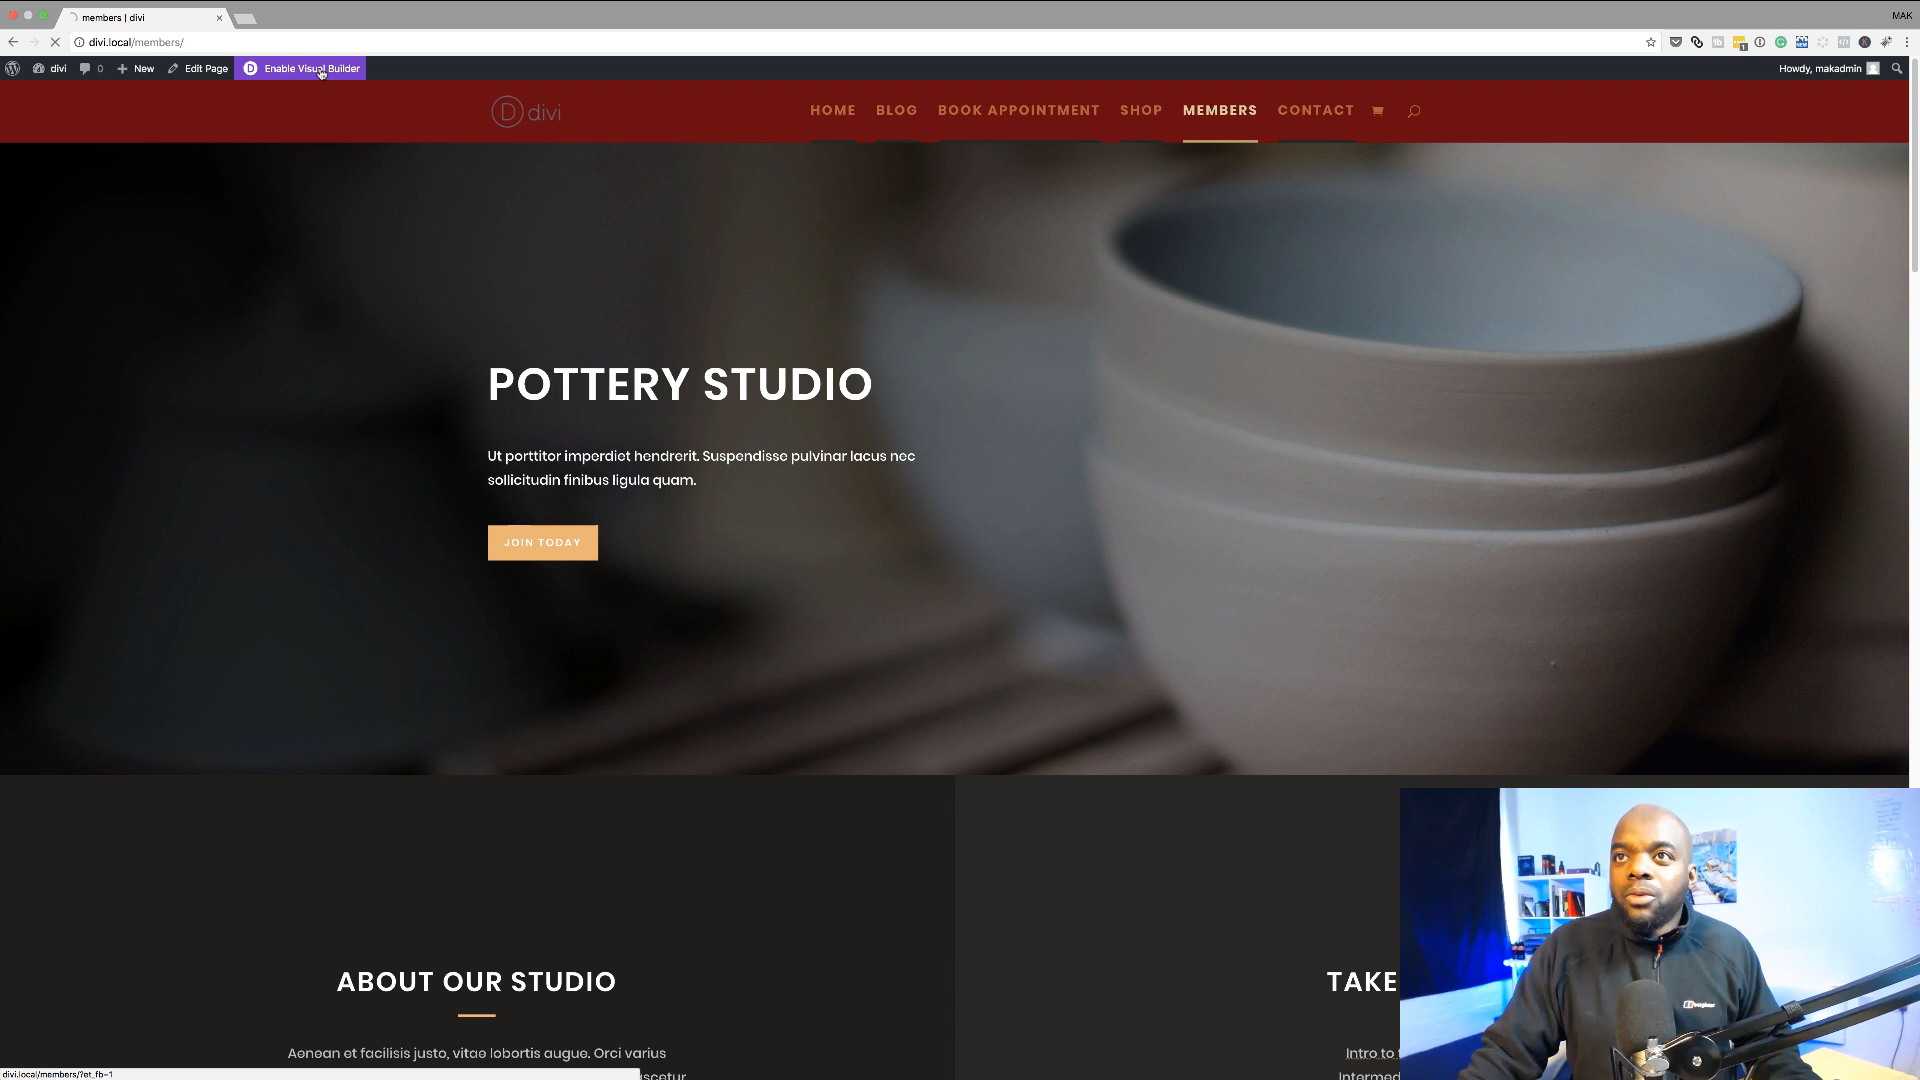 MAK
members | divi
divi.local/members/
divi 0 New Edit Page D Enable Visual Builder Howdy, makadmin
D divi HOME BLOG BOOK APPOINTMENT SHOP MEMBERS CONTACT
POTTERY STUDIO
Ut porttitor imperdiet hendrerit. Suspendisse pulvinar lacus nec
sollicitudin finibus ligula quam.
JOIN TODAY
ABOUT OUR STUDIO
Aenean et facilisis justo, vitae lobortis augue. Orci varius
TAKE
Intro to
Intermed
divi.local/members/?et_fb=1